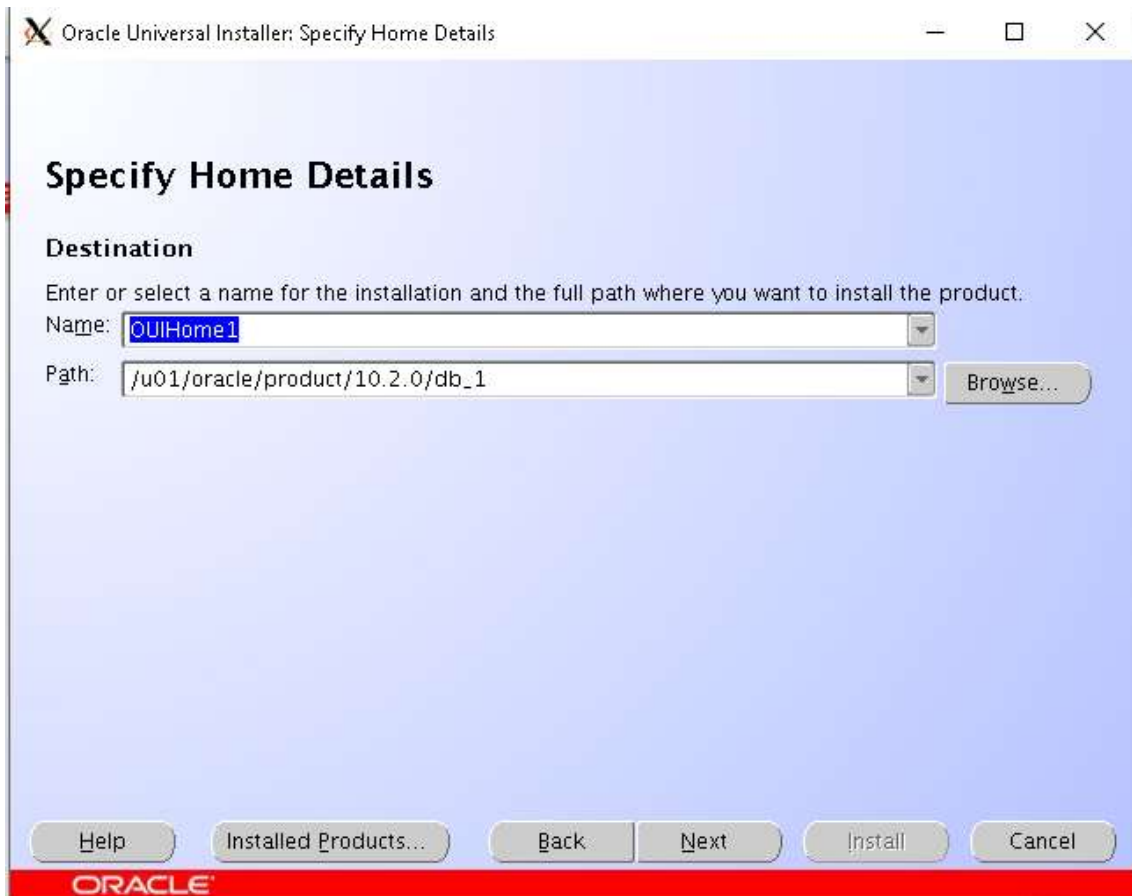 Oracle Universal Installer: Specify Home Details
Specify Home Details
Destination
Enter or select a name for the installation and the full path where you want to install the product.
Name: OUIHome1
Path: /u01/oracle/product/10.2.0/db_1 Browse...
Help Installed Products... Back Next Install Cancel
ORACLE